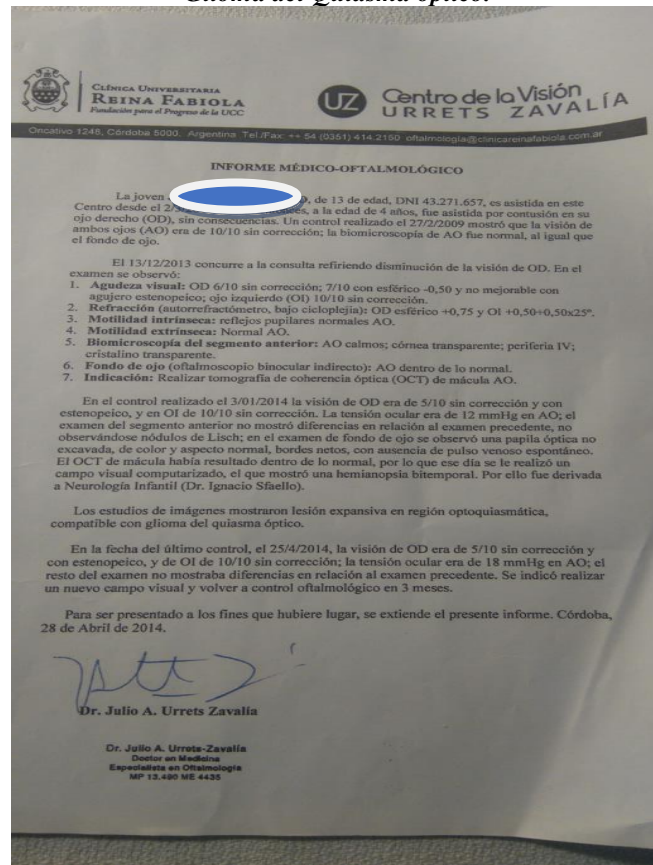 Glioma del Quiasma óptico.
CLÍNICA UNIVERSITARIA
REINA FABIOLA
Fundación para el Progreso de la UCC
UZ
Centro de la Visión
URRETS ZAVALÍA
Oncativo 1248, Córdoba 5000. Argentina Tel./Fax: ++ 54 (0351) 414.2150 oftalmologia@clinicareinafabiola.com.ar
INFORME MÉDICO-OFTALMOLÓGICO
La joven , de 13 de edad, DNI 43.271.657, es asistida en este
Centro desde el a la edad de 4 años, fue asistida por contusión en su
ojo derecho (OD), sin consecuencias. Un control realizado el 27/2/2009 mostró que la visión de
ambos ojos (AO) era de 10/10 sin corrección; la biomicroscopia de AO fue normal, al igual que
el fondo de ojo.
El 13/12/2013 concurre a la consulta refiriendo disminución de la visión de OD. En el
examen se observó:
1. Agudeza visual: OD 6/10 sin corrección; 7/10 con esférico -0,50 y no mejorable con
agujero estenopeico; ojo izquierdo (OI) 10/10 sin corrección.
2. Refracción (autorrefractómetro, bajo cicloplejia): OD esférico +0,75 y OI +0,50+0,50x25º.
3. Motilidad intrínseca: reflejos pupilares normales AO.
4. Motilidad extrínseca: Normal AO.
5. Biomicroscopía del segmento anterior: AO calmos; córnea transparente; periferia IV;
cristalino transparente.
6. Fondo de ojo (oftalmoscopio binocular indirecto): AO dentro de lo normal.
7. Indicación: Realizar tomografía de coherencia óptica (OCT) de mácula AO.
En el control realizado el 3/01/2014 la visión de OD era de 5/10 sin corrección y con
estenopeico, y en OI de 10/10 sin corrección. La tensión ocular era de 12 mmHg en AO; el
examen del segmento anterior no mostró diferencias en relación al examen precedente, no
observándose nódulos de Lisch; en el examen de fondo de ojo se observó una papila óptica no
excavada, de color y aspecto normal, bordes netos, con ausencia de pulso venoso espontáneo.
El OCT de mácula había resultado dentro de lo normal, por lo que ese día se le realizó un
campo visual computarizado, el que mostró una hemianopsia bitemporal. Por ello fue derivada
a Neurología Infantil (Dr. Ignacio Sfaello).
Los estudios de imágenes mostraron lesión expansiva en región optoquiasmática,
compatible con glioma del quiasma óptico.
En la fecha del último control, el 25/4/2014, la visión de OD era de 5/10 sin corrección y
con estenopeico, y de OI de 10/10 sin corrección; la tensión ocular era de 18 mmHg en AO; el
resto del examen no mostraba diferencias en relación al examen precedente. Se indicó realizar
un nuevo campo visual y volver a control oftalmológico en 3 meses.
Para ser presentado a los fines que hubiere lugar, se extiende el presente informe. Córdoba,
28 de Abril de 2014.
Dr. Julio A. Urrets Zavalía
Dr. Julio A. Urrets-Zavalía
Doctor en Medicina
Especialista en Oftalmología
MP 13.490 ME 4435